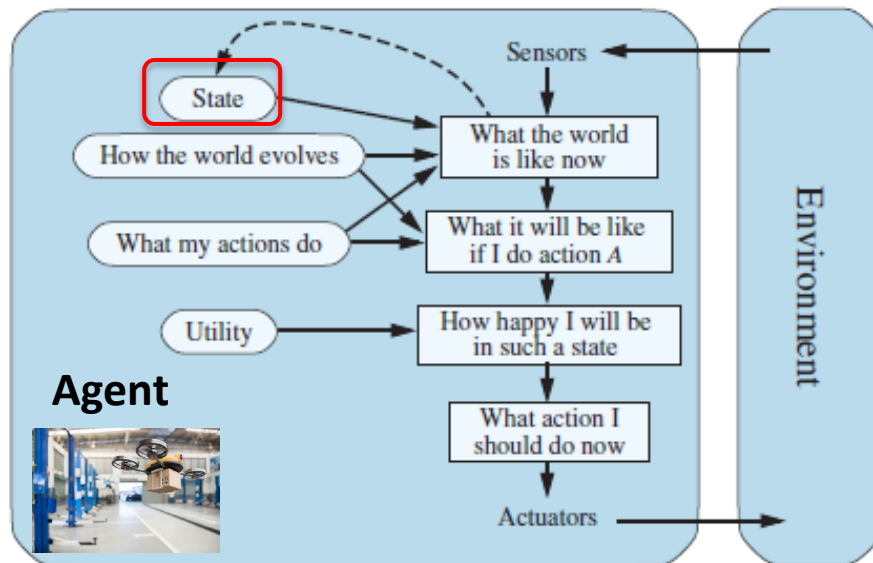 Sensors
State
What the world
is like now
How the world evolves
What my actions do
What it will be like
if I do action A
Utility
How happy I will be
in such a state
Agent
What action I
should do now
Actuators
Environment